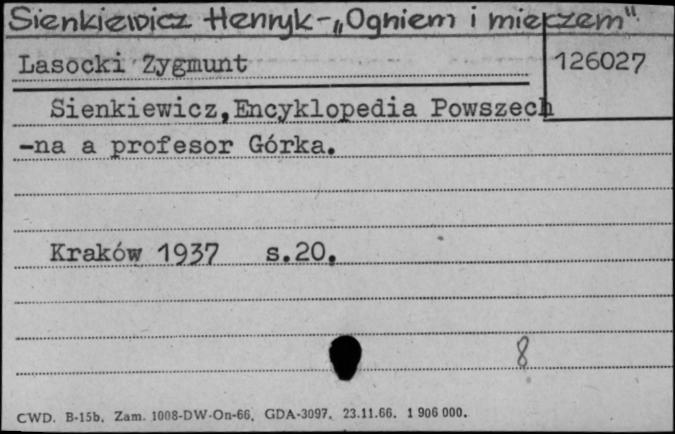 Sienkiewicz Henryk-„Ogniem i mieczem"
Lasocki Zygmunt
126027
Sienkiewicz,Encyklopedia Powszech
-na a profesor Górka.
Kraków 1937 s.20.
8
CWD. B-15b. Zam. 1008-DW-On-66. GDA-3097. 23.11.66. 1 906 000.